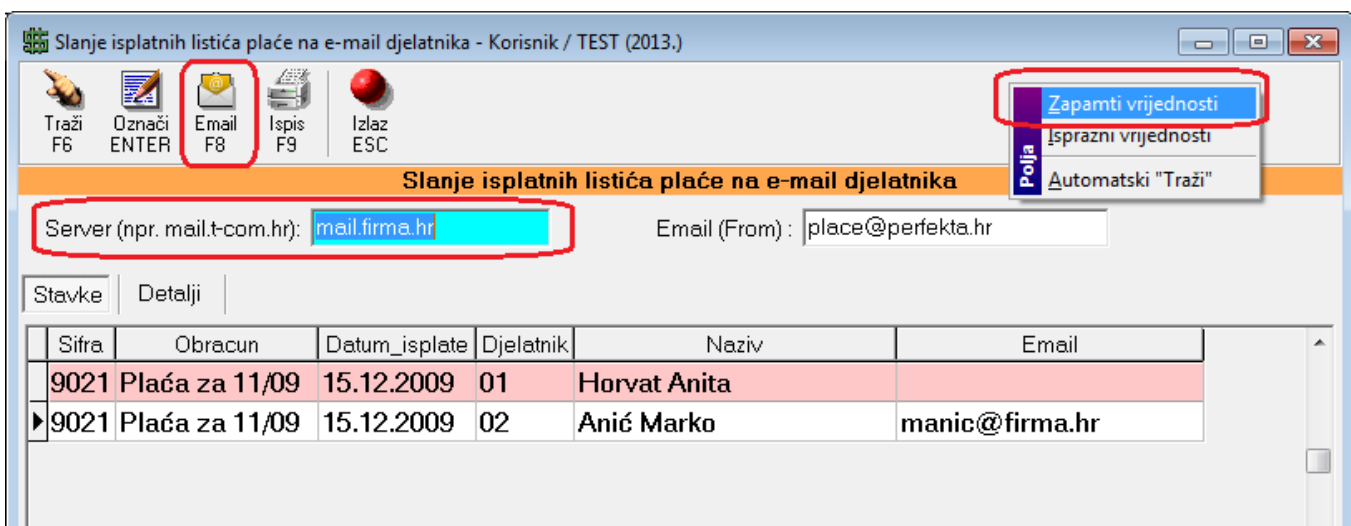 Slanje isplatnih listića plaće na e-mail djelatnika - Korisnik / TEST (2013.)
Traži F6
Označi ENTER
Email F8
Ispis F9
Izlaz ESC
Polja
Zapamti vrijednosti
Isprazni vrijednosti
Automatski "Traži"
Slanje isplatnih listića plaće na e-mail djelatnika
Server (npr. mail.t-com.hr): mail.firma.hr Email (From) : place@perfekta.hr
Stavke Detalji
Sifra Obracun Datum_isplate Djelatnik Naziv Email
9021 Plaća za 11/09 15.12.2009 01 Horvat Anita
9021 Plaća za 11/09 15.12.2009 02 Anić Marko manic@firma.hr